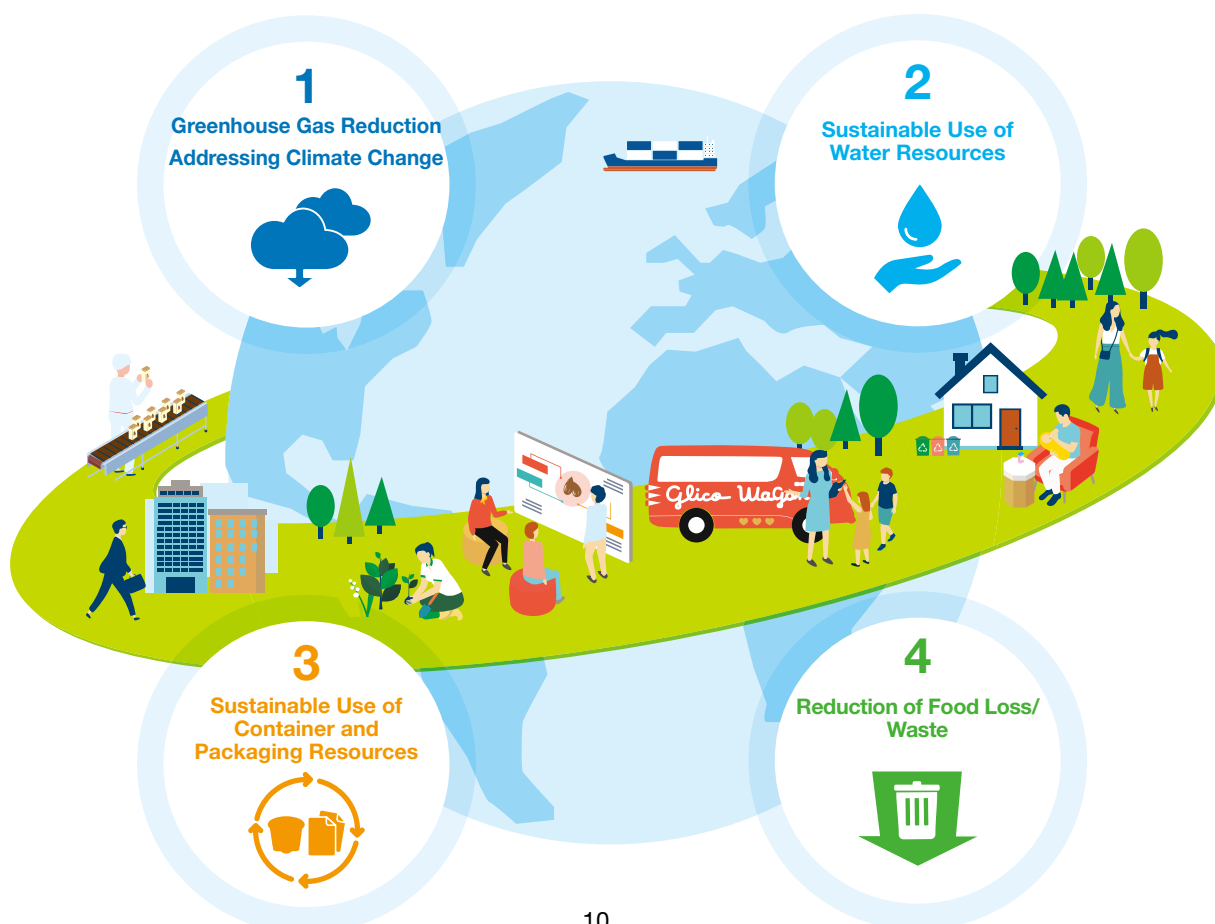 1
Greenhouse Gas Reduction
Addressing Climate Change
2
Sustainable Use of
Water Resources
Glico Wagon
3
Sustainable Use of
Container and
Packaging Resources
4
Reduction of Food Loss/
Waste
10